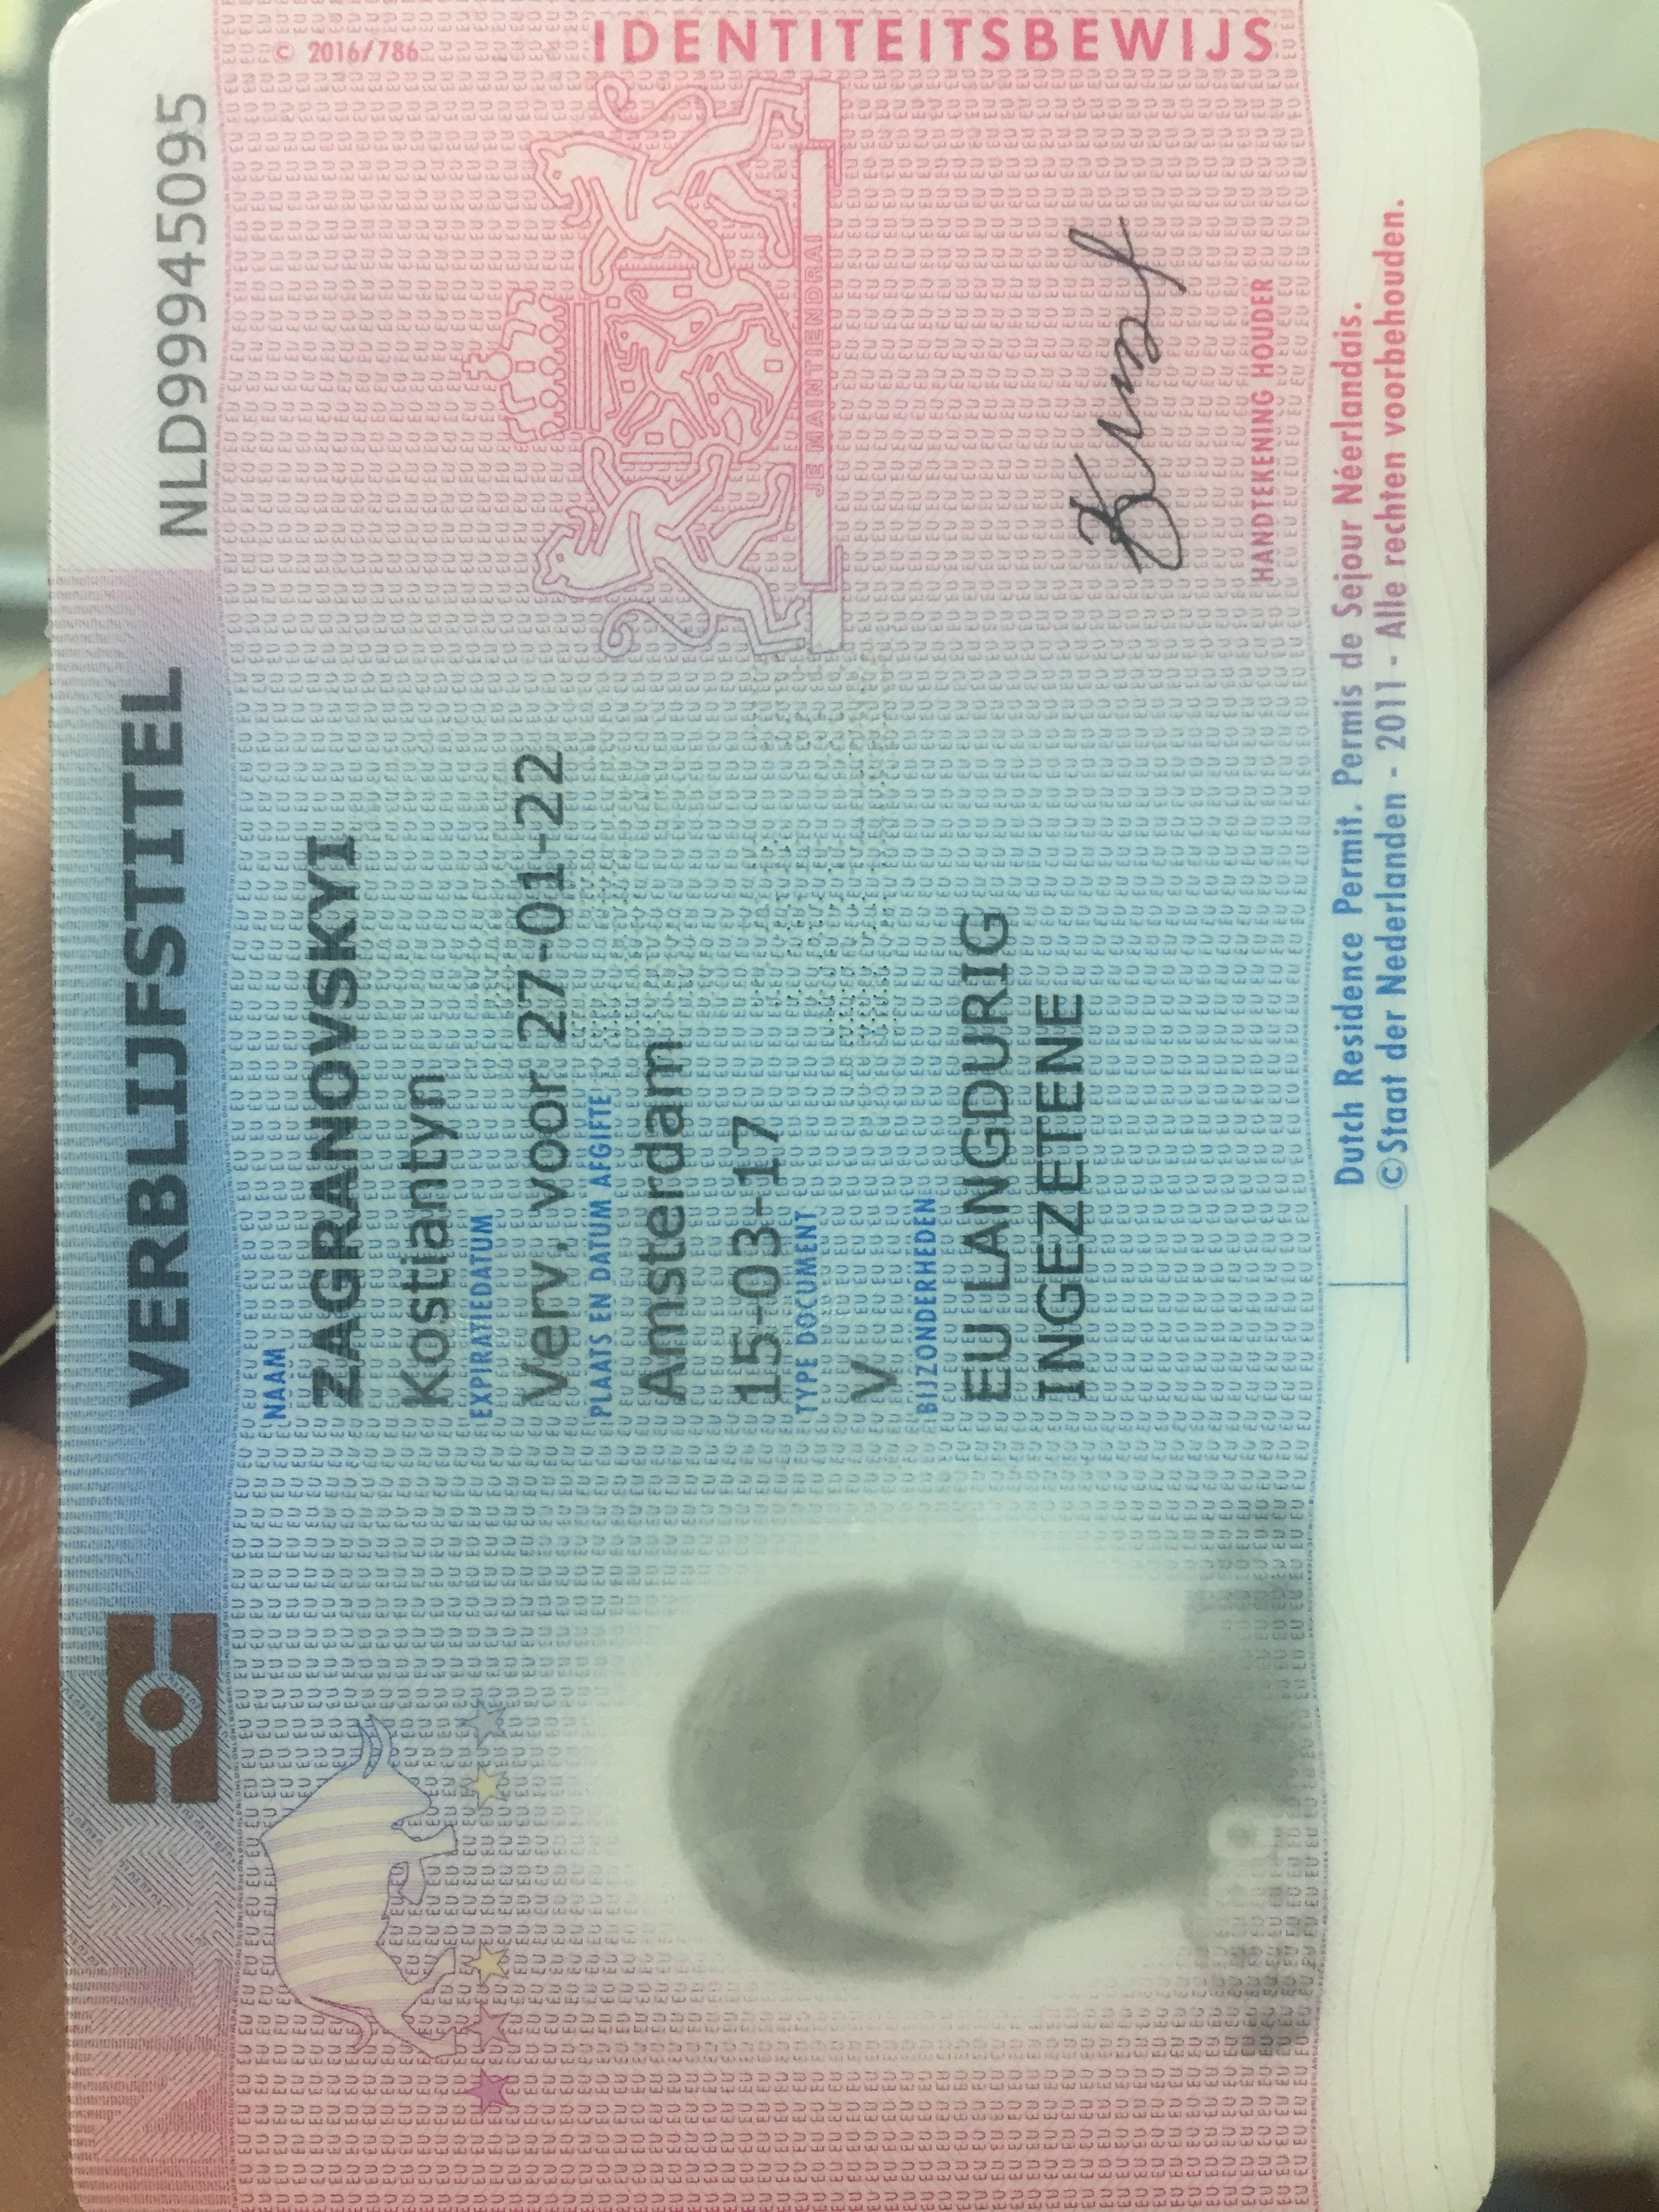 VERBLIJFSTITEL NLD99945095
© 2016/786
IDENTITEITSBEWIJS
NAAM
ZAGRANOVSKYI
Kostiantyn
EXPIRATIEDATUM
Verv. voor 27-01-22
PLAATS EN DATUM AFGIFTE
Amsterdam
15-03-17
TYPE DOCUMENT
V
BIJZONDERHEDEN
EU LANGDURIG
INGEZETENE
JE MAINTIENDRAI
HANDTEKENING HOUDER
Dutch Residence Permit. Permis de Sejour Néerlandais.
©Staat der Nederlanden - 2011 - Alle rechten voorbehouden.